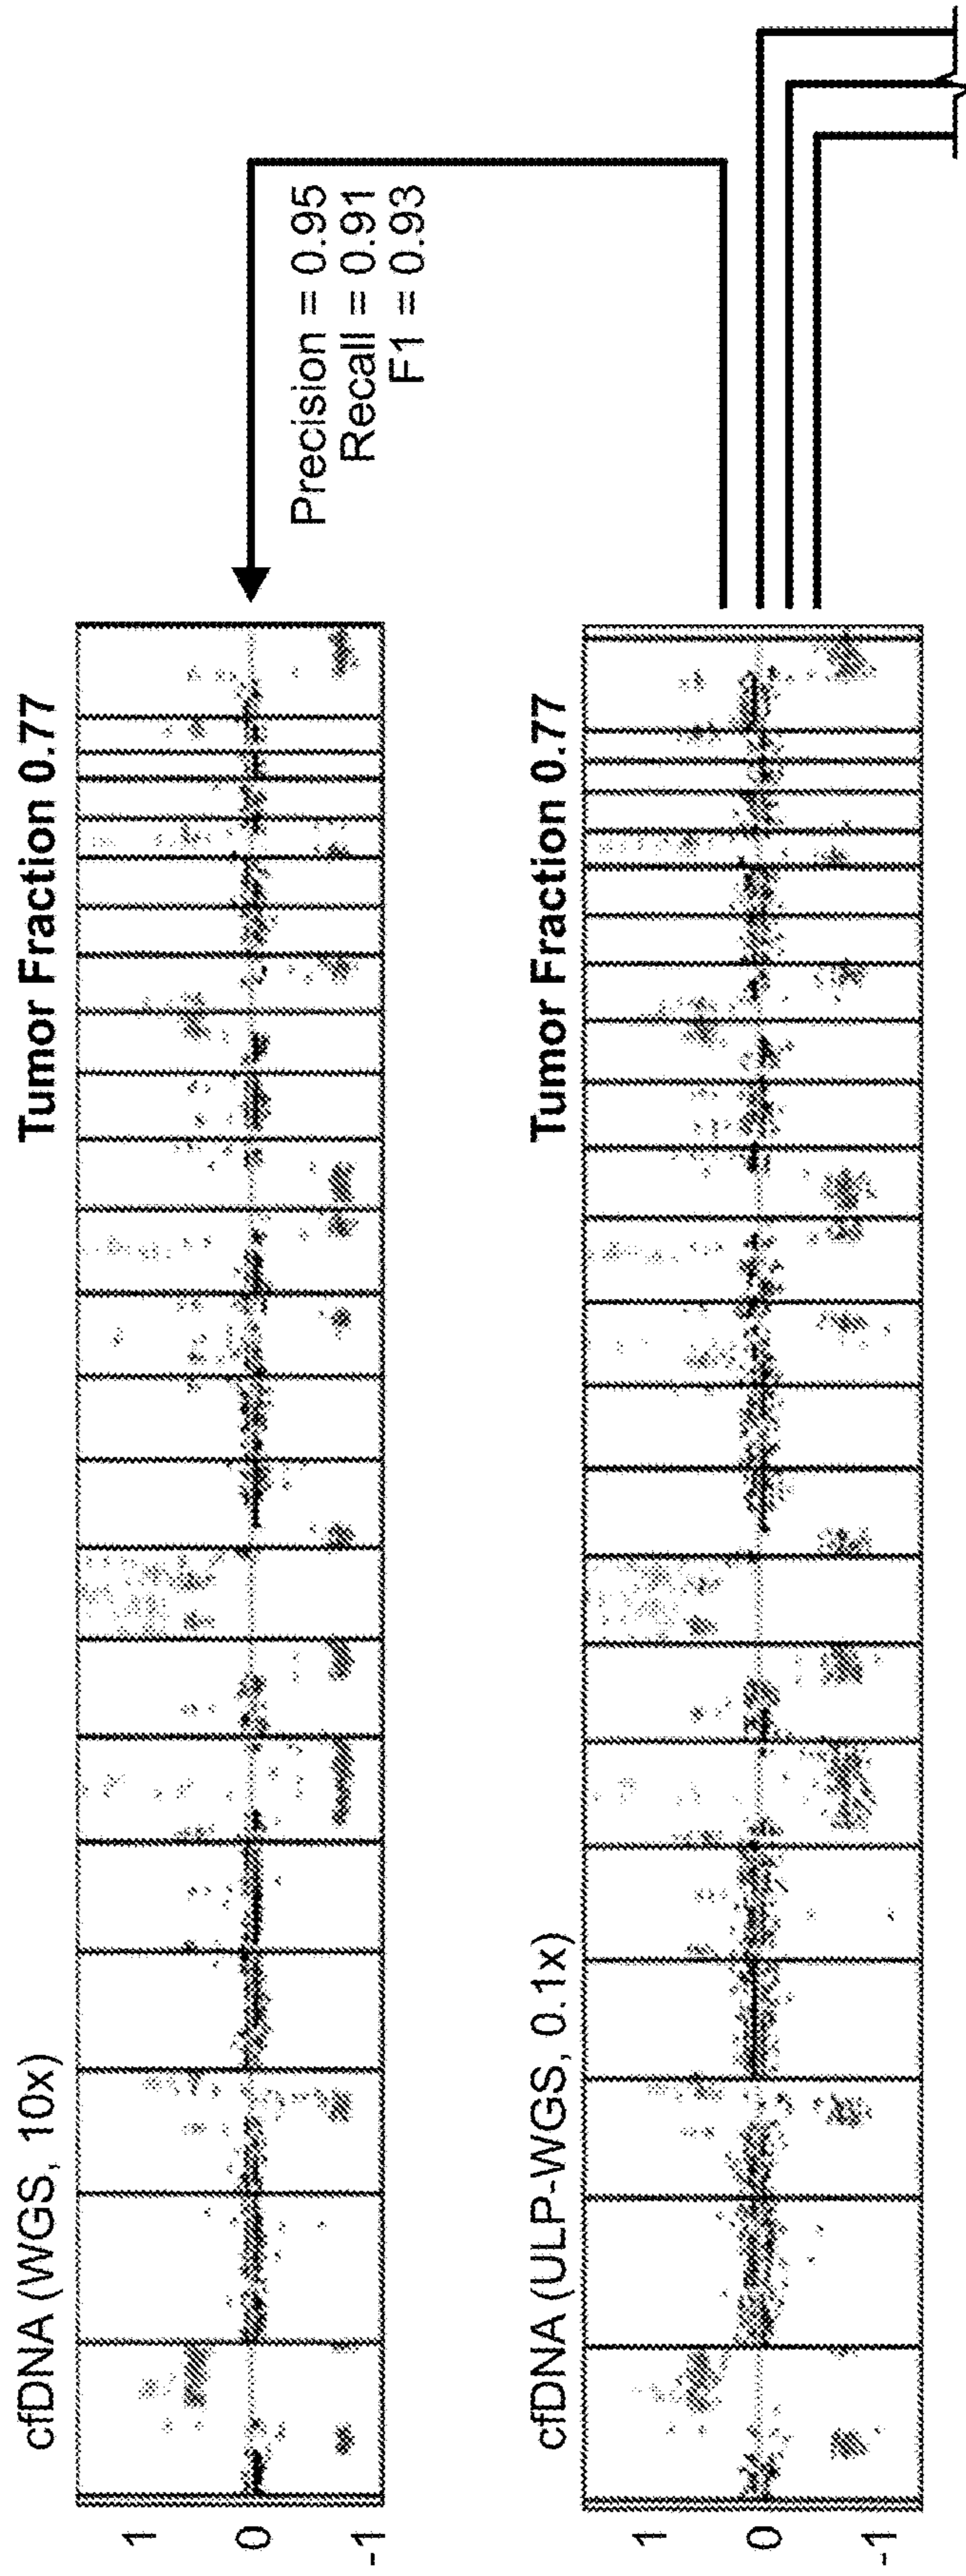 cfDNA (WGS, 10x)
Tumor Fraction 0.77
1
0
-1
Precision = 0.95
Recall = 0.91
F1 = 0.93
cfDNA (ULP-WGS, 0.1x)
Tumor Fraction 0.77
1
0
-1